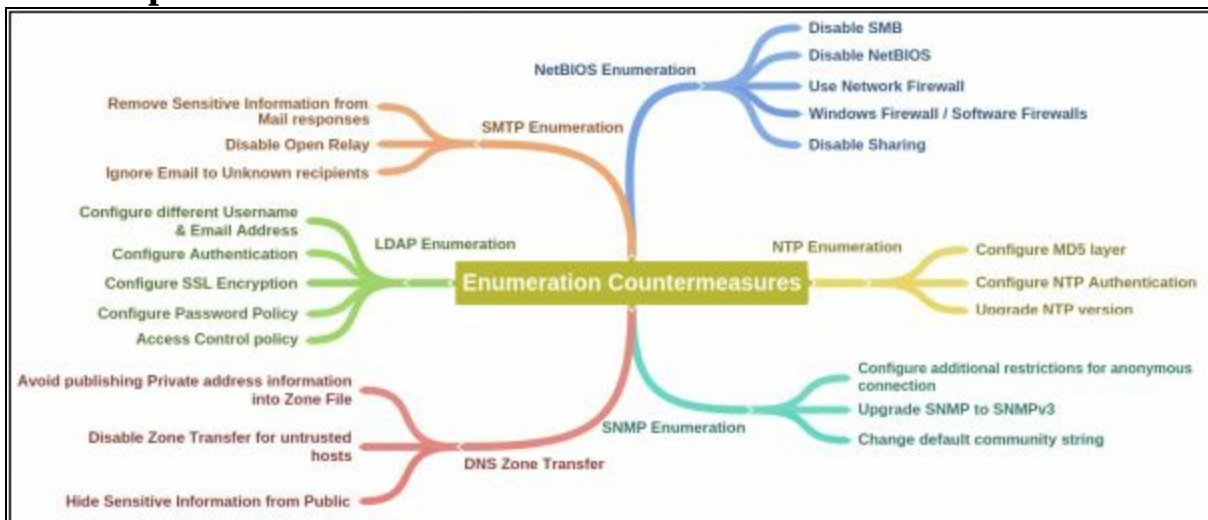 Disable SMB
Disable NetBIOS
NetBIOS Enumeration
Use Network Firewall
Windows Firewall / Software Firewalls
Disable Sharing
Remove Sensitive Information from
Mail responses
SMTP Enumeration
Disable Open Relay
Ignore Email to Unknown recipients
Configure different Username
& Email Address
LDAP Enumeration
Configure Authentication
Configure SSL Encryption
Configure Password Policy
Access Control policy
Enumeration Countermeasures
NTP Enumeration
Configure MD5 layer
Configure NTP Authentication
Upgrade NTP version
Avoid publishing Private address information
into Zone File
Disable Zone Transfer for untrusted
hosts
DNS Zone Transfer
Hide Sensitive Information from Public
SNMP Enumeration
Configure additional restrictions for anonymous
connection
Upgrade SNMP to SNMPv3
Change default community string